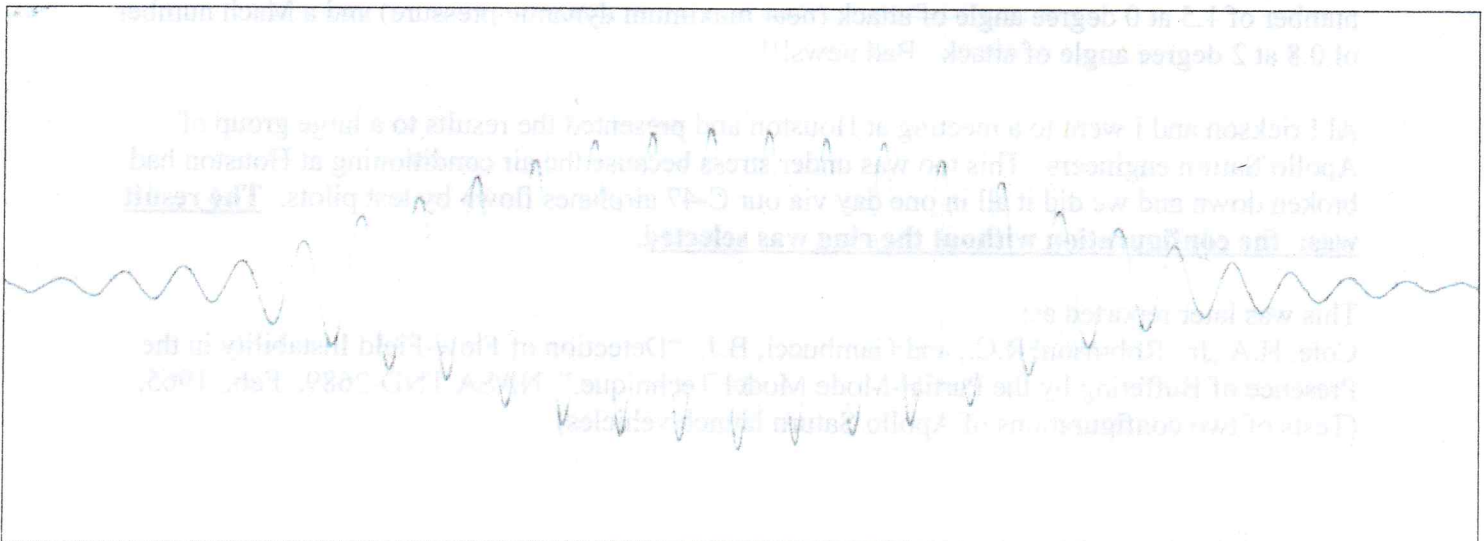 number of 1.5 at 0 degree angle of attack (near maximum dynamic pressure) and a Mach number
of 0.8 at 2 degree angle of attack. Bad news!!!
Al Erickson and I went to a meeting at Houston and presented the results to a large group of
Apollo Saturn engineers. This too was under stress because the air conditioning at Houston had
broken down and we did it all in one day via our C-47 airplanes flown by test pilots. The result
was: the configuration without the ring was selected.
This was later reported as:
Cole, H.A. Jr., Robinson, R.C., and Gambucci, B.J. "Detection of Flow-Field Instability in the
Presence of Buffeting by the Partial-Mode Model Technique." NASA TND 2689, Feb. 1965.
(Tests of two configurations of Apollo Saturn launch vehicles)